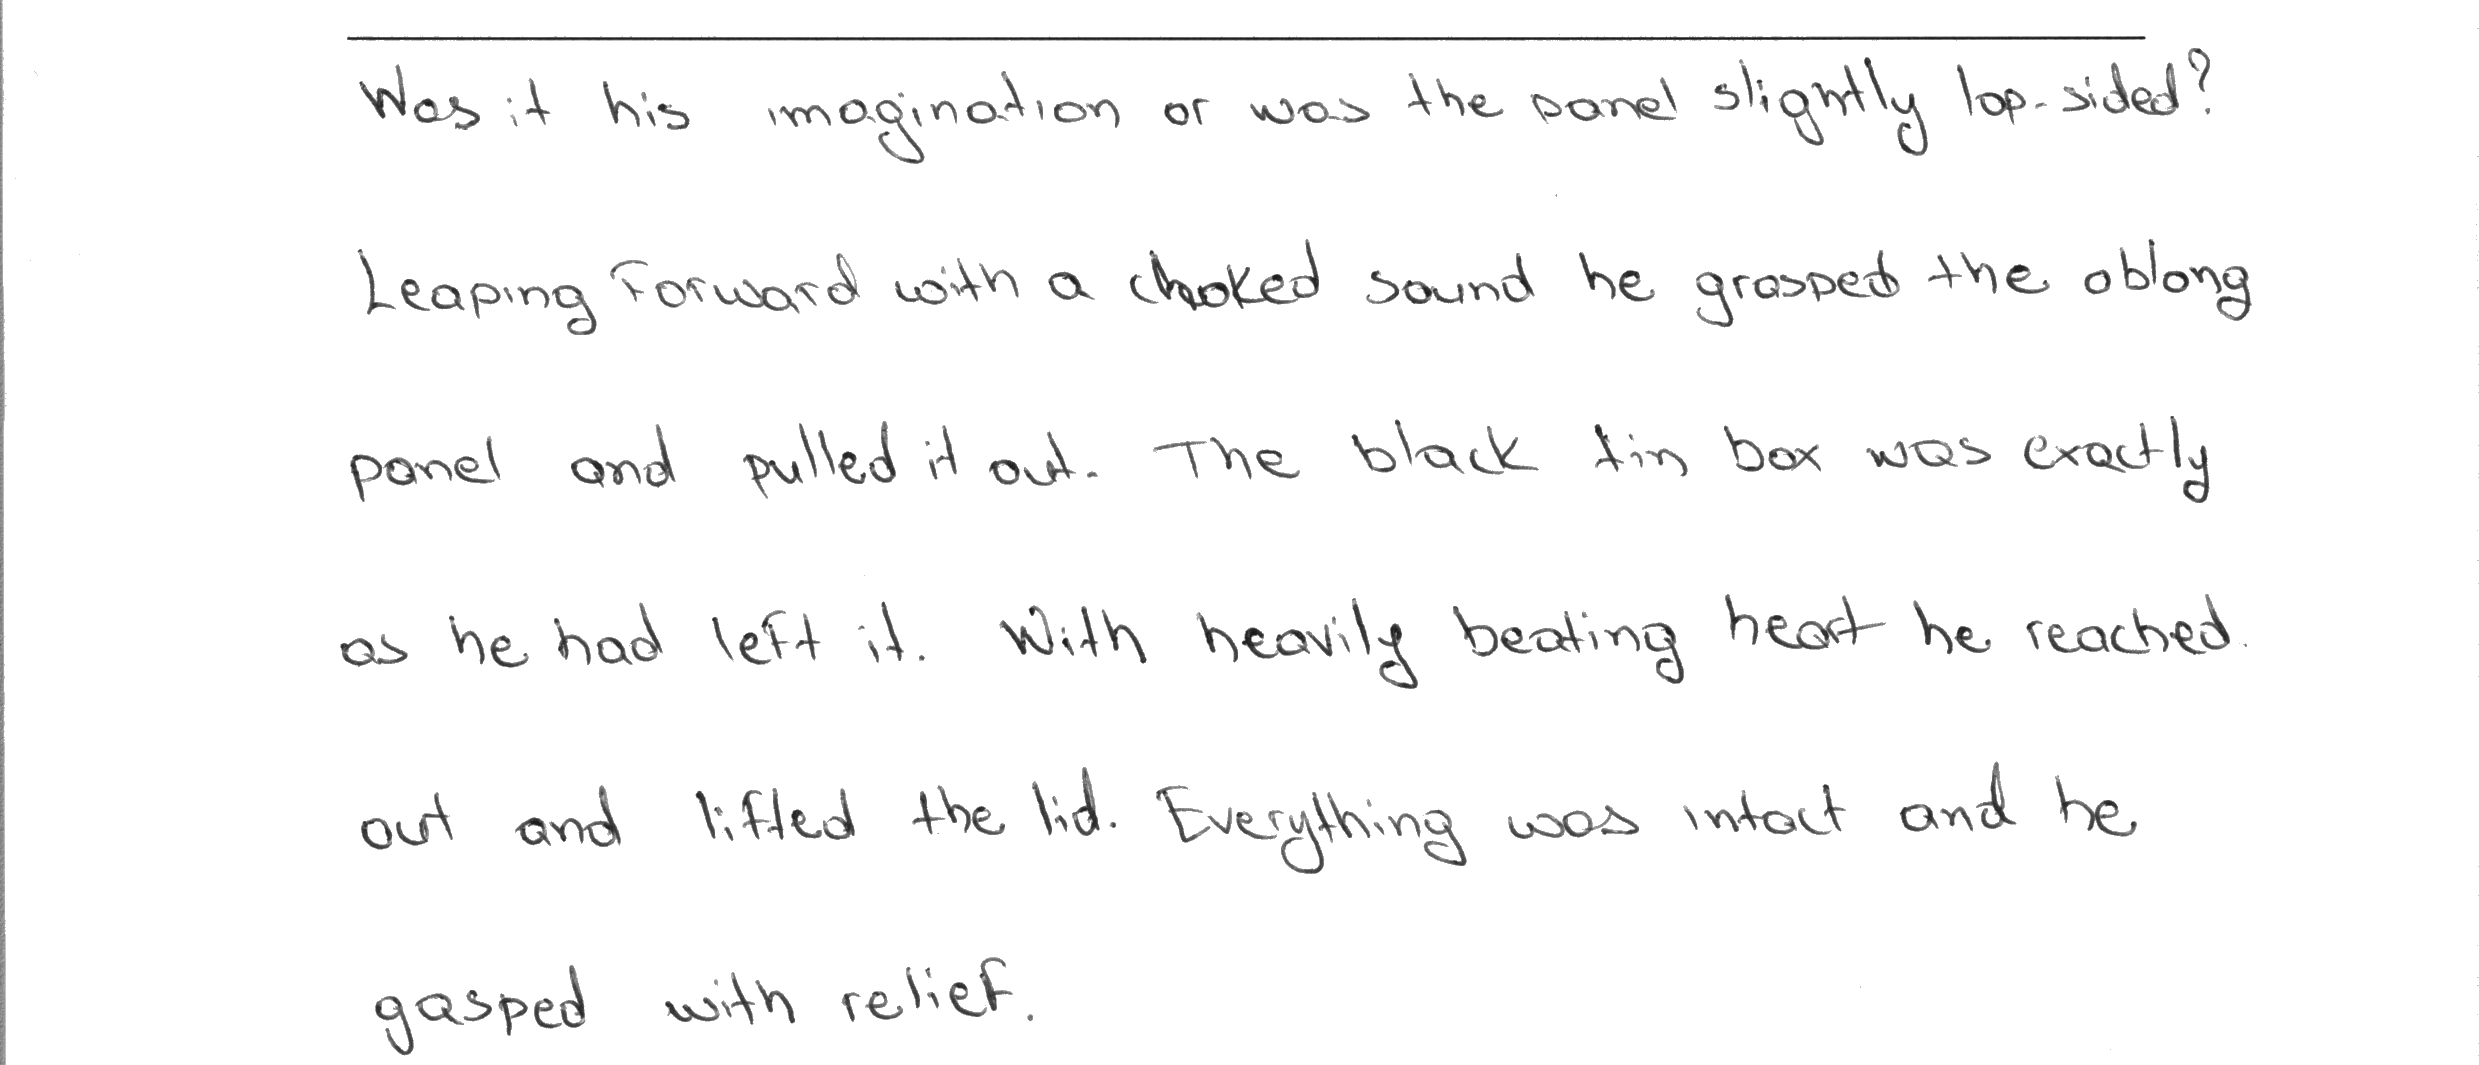 Was it his imagination or was the panel slightly lop-sided?
Leaping forward with a choked sound he grasped the oblong
panel and pulled it out. The black tin box was exactly
as he had left it. With heavily beating heart he reached.
out and lifted the lid. Everything was intact and he
gasped with relief.